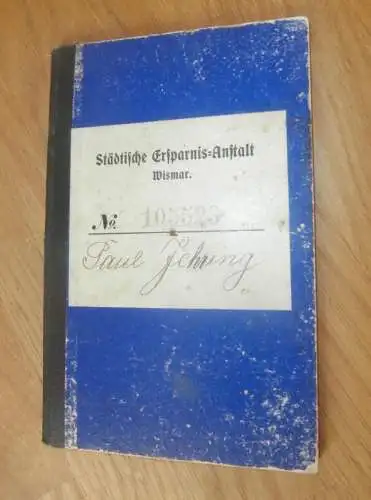 Städtische Ersparnis=Anstalt
Wismar.
No. 105523
Paul Jehring